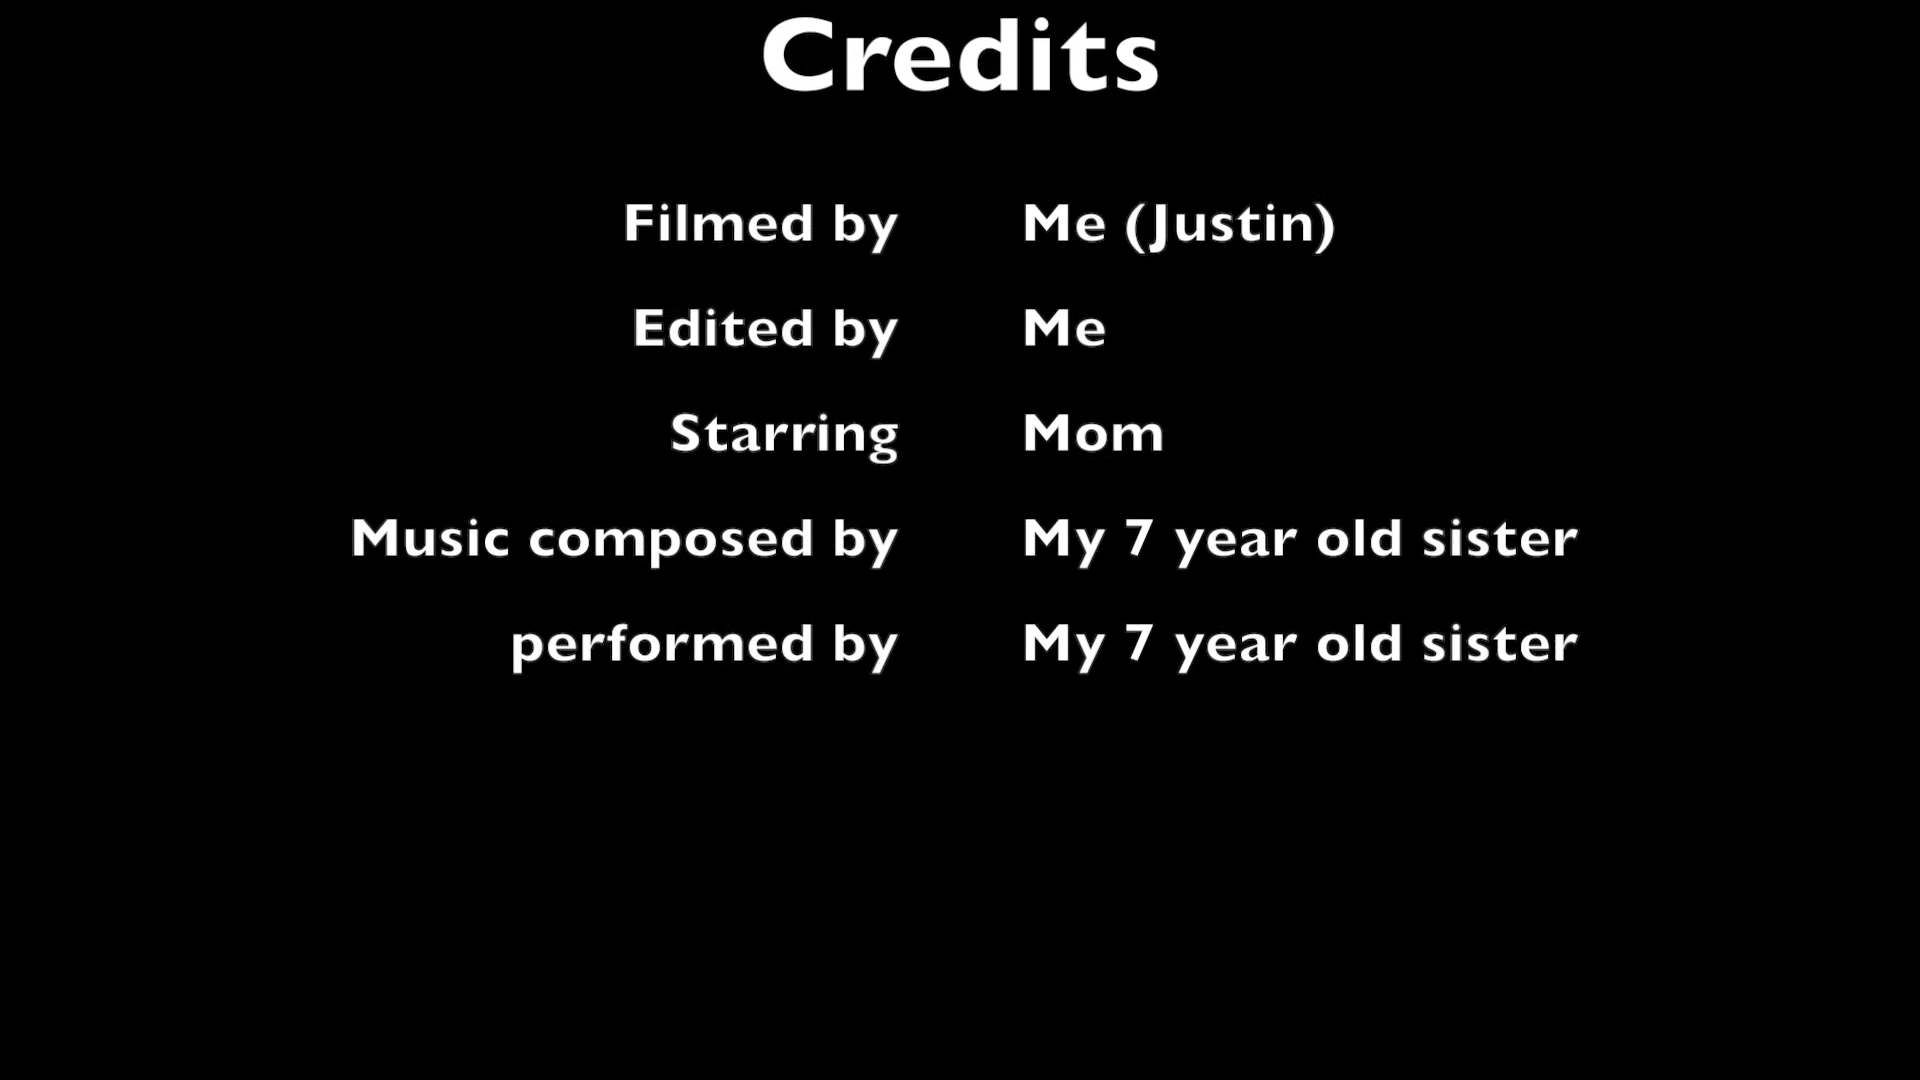 Credits
Filmed by Me (Justin)
Edited by Me
Starring Mom
Music composed by My 7 year old sister
performed by My 7 year old sister